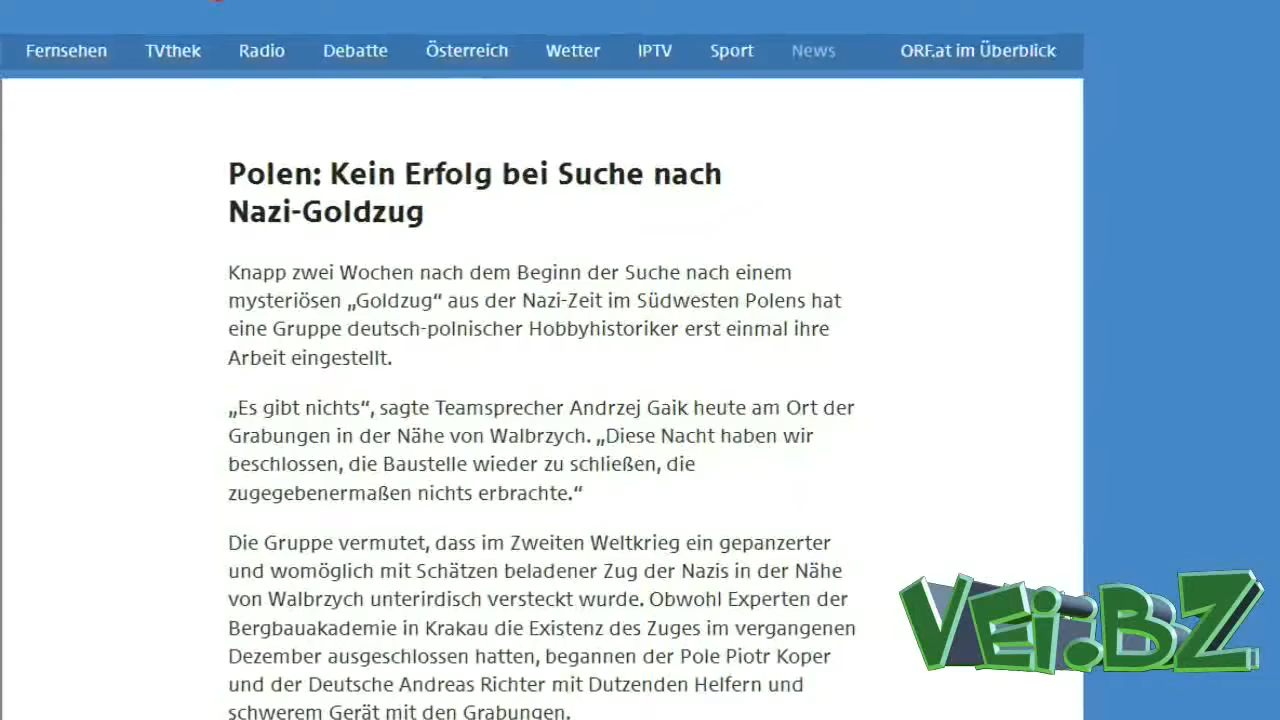 Fernsehen TVthek Radio Debatte Österreich Wetter IPTV Sport News ORF.at im Überblick
Polen: Kein Erfolg bei Suche nach
Nazi-Goldzug
Knapp zwei Wochen nach dem Beginn der Suche nach einem
mysteriösen „Goldzug“ aus der Nazi-Zeit im Südwesten Polens hat
eine Gruppe deutsch-polnischer Hobbyhistoriker erst einmal ihre
Arbeit eingestellt.
„Es gibt nichts“, sagte Teamsprecher Andrzej Gaik heute am Ort der
Grabungen in der Nähe von Walbrzych. „Diese Nacht haben wir
beschlossen, die Baustelle wieder zu schließen, die
zugegebenermaßen nichts erbrachte.“
Die Gruppe vermutet, dass im Zweiten Weltkrieg ein gepanzerter
und womöglich mit Schätzen beladener Zug der Nazis in der Nähe
von Walbrzych unterirdisch versteckt wurde. Obwohl Experten der
Bergbauakademie in Krakau die Existenz des Zuges im vergangenen
Dezember ausgeschlossen hatten, begannen der Pole Piotr Koper
und der Deutsche Andreas Richter mit Dutzenden Helfern und
schwerem Gerät mit den Grabungen.
VEi:BZ